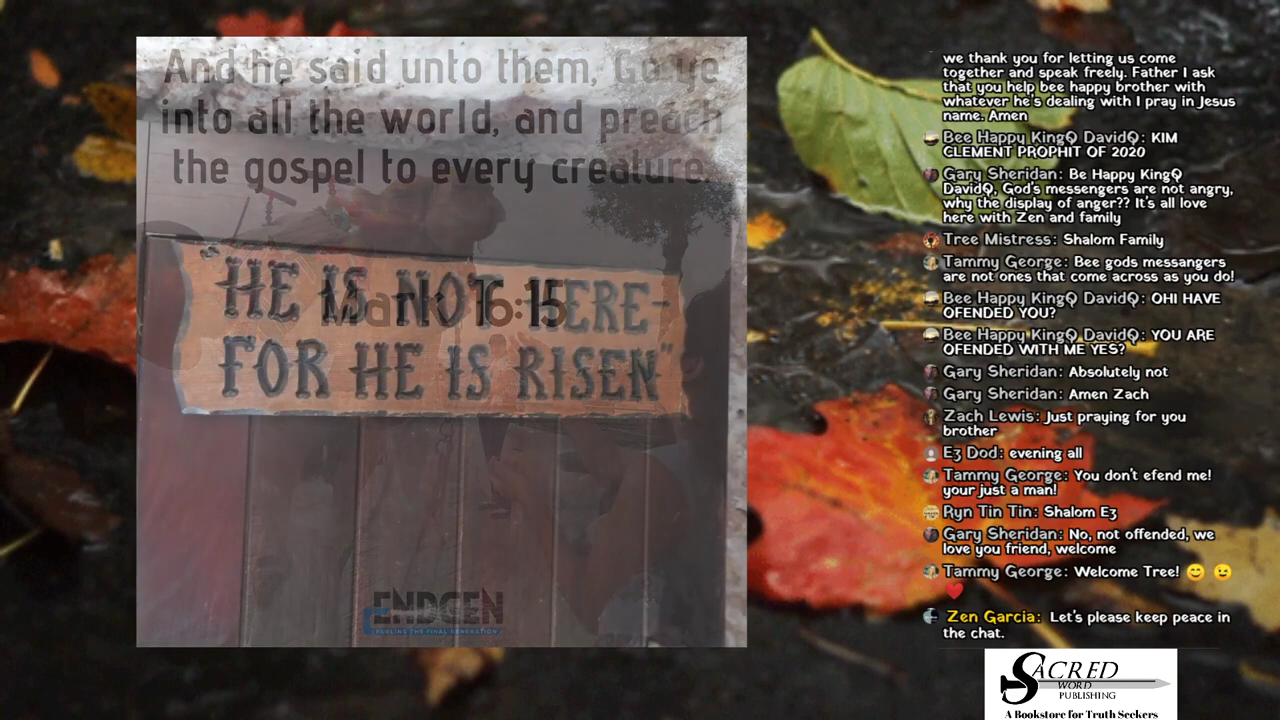 And he said unto them, Go ye
into all the world, and preach
the gospel to every creature.
Mark 16:15
"HE IS NOT HERE-
FOR HE IS RISEN"
ENDGEN
FUELING THE FINAL GENERATION
we thank you for letting us come
together and speak freely. Father I ask
that you help bee happy brother with
whatever he's dealing with I pray in Jesus
name. Amen
Bee Happy KingQ DavidQ: KIM
CLEMENT PROPHIT OF 2020
Gary Sheridan: Be Happy KingQ
DavidQ, God's messengers are not angry,
why the display of anger?? It's all love
here with Zen and family
Tree Mistress: Shalom Family
Tammy George: Bee gods messangers
are not ones that come across as you do!
Bee Happy KingQ DavidQ: OHI HAVE
OFENDED YOU?
Bee Happy KingQ DavidQ: YOU ARE
OFENDED WITH ME YES?
Gary Sheridan: Absolutely not
Gary Sheridan: Amen Zach
Zach Lewis: Just praying for you
brother
E3 Dod: evening all
Tammy George: You don't efend me!
your just a man!
Ryn Tin Tin: Shalom E3
Gary Sheridan: No, not offended, we
love you friend, welcome
Tammy George: Welcome Tree! 😊 😉
❤️
Zen Garcia: Let's please keep peace in
the chat.
SACRED
WORD
PUBLISHING
A Bookstore for Truth Seekers